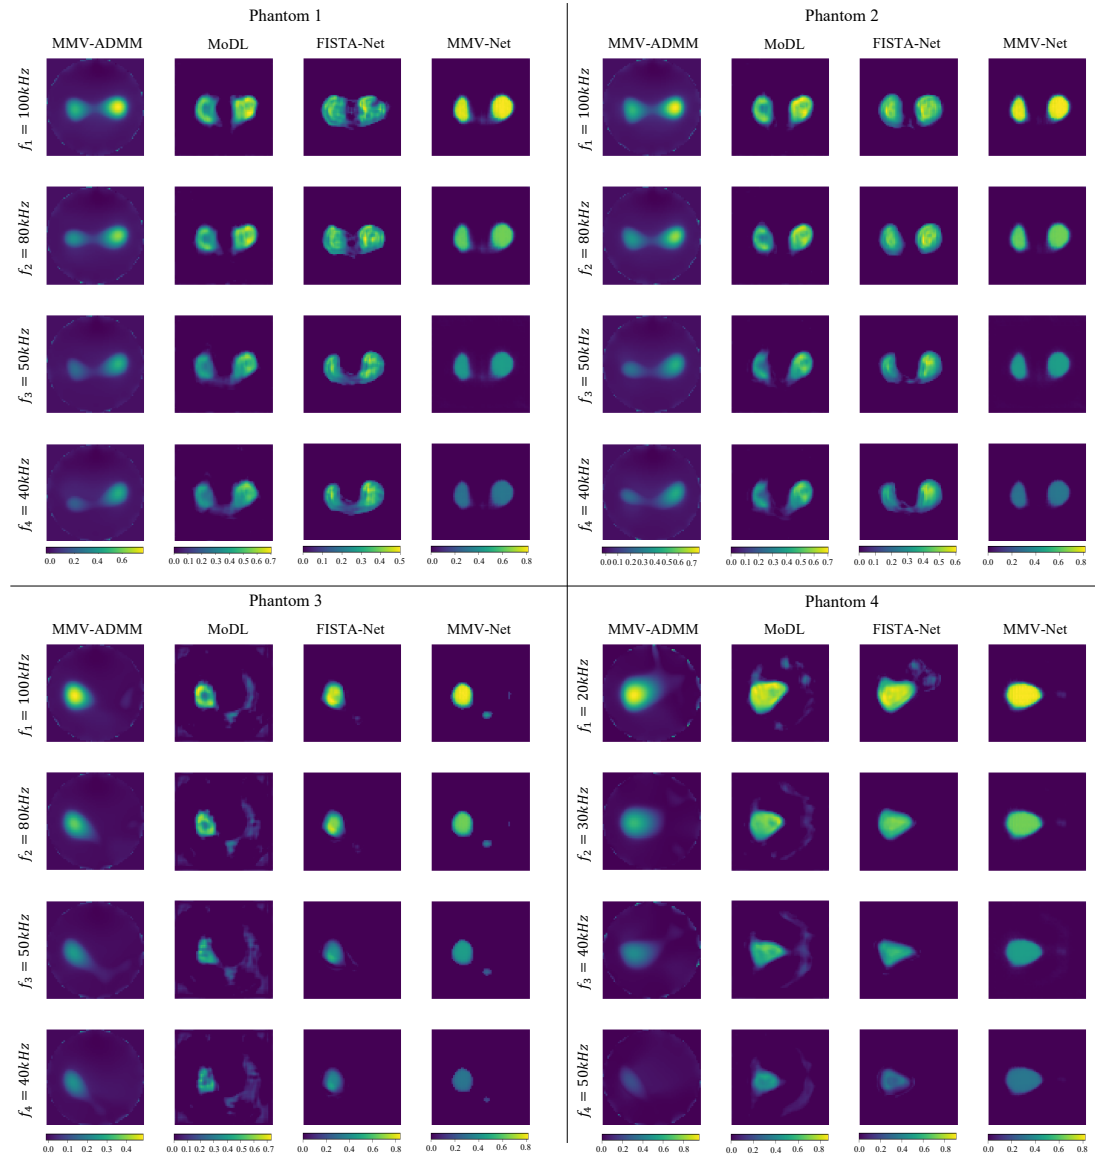 Phantom 1
MMV-ADMM MoDL FISTA-Net MMV-Net
f₁ = 100kHz
f₂ = 80kHz
f₃ = 50kHz
f₄ = 40kHz
0.0 0.2 0.4 0.6
0.0 0.1 0.2 0.3 0.4 0.5 0.6 0.7
0.0 0.1 0.2 0.3 0.4 0.5
0.0 0.2 0.4 0.6 0.8
Phantom 2
MMV-ADMM MoDL FISTA-Net MMV-Net
f₁ = 100kHz
f₂ = 80kHz
f₃ = 50kHz
f₄ = 40kHz
0.0 0.1 0.2 0.3 0.4 0.5 0.6 0.7
0.0 0.1 0.2 0.3 0.4 0.5 0.6 0.7
0.0 0.1 0.2 0.3 0.4 0.5 0.6
0.0 0.2 0.4 0.6 0.8
Phantom 3
MMV-ADMM MoDL FISTA-Net MMV-Net
f₁ = 100kHz
f₂ = 80kHz
f₃ = 50kHz
f₄ = 40kHz
0.0 0.1 0.2 0.3 0.4
0.0 0.1 0.2 0.3 0.4 0.5 0.6 0.7
0.0 0.2 0.4 0.6 0.8
0.0 0.2 0.4 0.6 0.8
Phantom 4
MMV-ADMM MoDL FISTA-Net MMV-Net
f₁ = 20kHz
f₂ = 30kHz
f₃ = 40kHz
f₄ = 50kHz
0.0 0.2 0.4 0.6 0.8
0.0 0.2 0.4 0.6 0.8
0.0 0.2 0.4 0.6 0.8
0.0 0.2 0.4 0.6 0.8